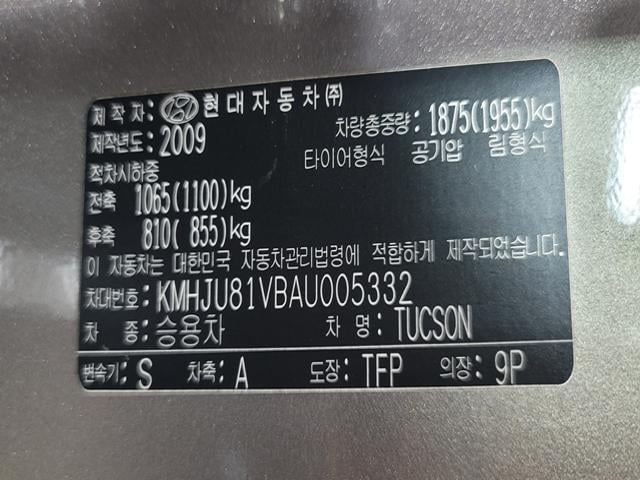 제 작 자: 현대자동차㈜
제작년도: 2009 차량총중량: 1875(1955)kg
적차시하중 타이어형식 공기압 림형식
전축 1065(1100)kg
후축 810( 855)kg
이 자동차는 대한민국 자동차관리법령에 적합하게 제작되었습니다.
차대번호: KMHJU81VBAU005332
차 종: 승용차 차 명: TUCSON
변속기: S 차축: A 도장: TFP 의장: 9P